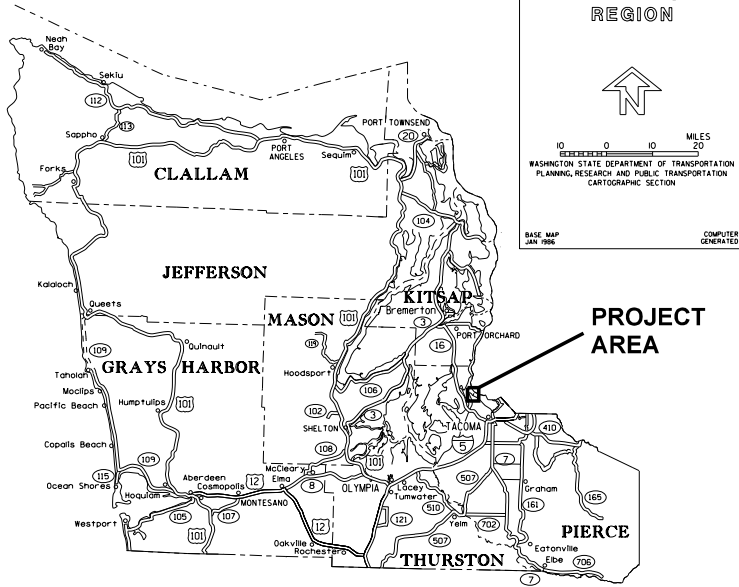 REGION
N
MILES
10 0 10 20
WASHINGTON STATE DEPARTMENT OF TRANSPORTATION
PLANNING, RESEARCH AND PUBLIC TRANSPORTATION
CARTOGRAPHIC SECTION
BASE MAP
JAN 1986
COMPUTER
GENERATED
Neah
Bay
Sekiu
112
113
Sappho
101
Forks
PORT
ANGELES
Sequim
101
PORT TOWNSEND
20
CLALLAM
104
JEFFERSON
Kalaloch
Queets
KITSAP
Bremerton
3
PORT ORCHARD
16
PROJECT
AREA
MASON
101
119
Hoodsport
106
102
3
SHELTON
108
109
GRAYS HARBOR
Quinault
Taholah
Moclips
Pacific Beach
Humptulips
101
Copalis Beach
109
115
Ocean Shores
Hoquiam
Aberdeen
Cosmopolis
12
MONTESANO
McCleary
Elma
8
Westport
105
107
101
12
Oakville
Rochester
101
OLYMPIA
Lacey
Tumwater
121
510
Yelm
507
THURSTON
TACOMA
5
410
7
507
Graham
161
165
702
PIERCE
Eatonville
Elbe
706
7